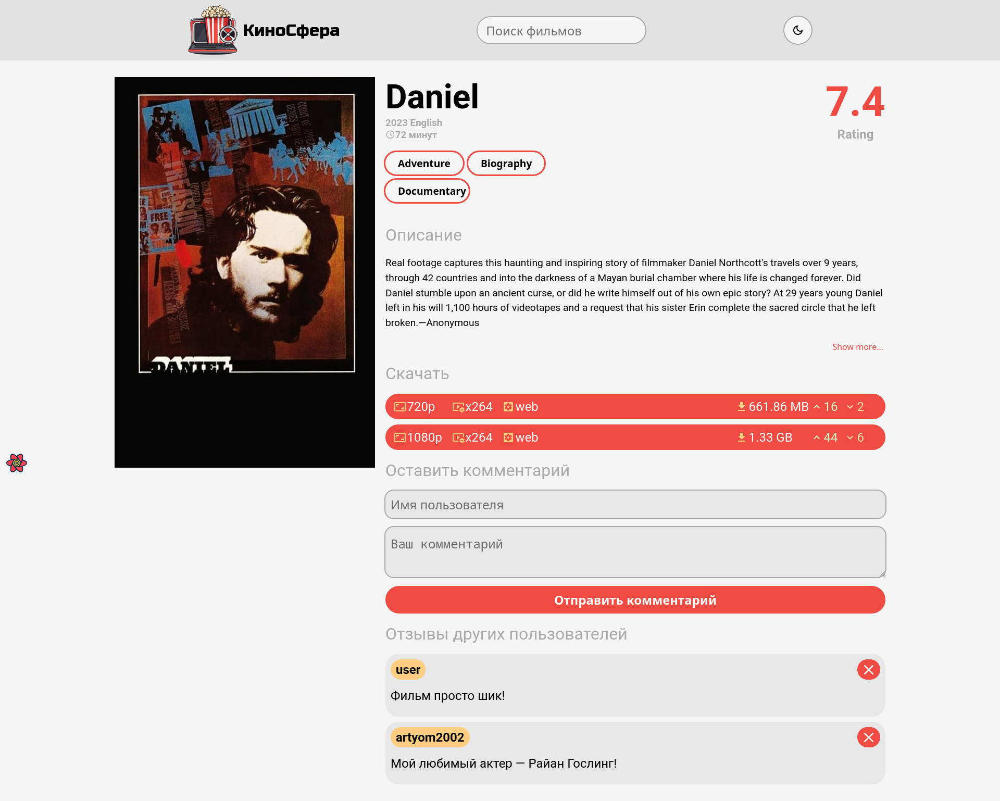 КиноСфера
Поиск фильмов
FREE
DANIEL
Daniel
2023 English
72 минут
7.4
Rating
Adventure
Biography
Documentary
Описание
Real footage captures this haunting and inspiring story of filmmaker Daniel Northcott's travels over 9 years,
through 42 countries and into the darkness of a Mayan burial chamber where his life is changed forever. Did
Daniel stumble upon an ancient curse, or did he write himself out of his own epic story? At 29 years young Daniel
left in his will 1,100 hours of videotapes and a request that his sister Erin complete the sacred circle that he left
broken.—Anonymous
Show more...
Скачать
720p x264 web 661.86 MB 16 2
1080p x264 web 1.33 GB 44 6
Оставить комментарий
Имя пользователя
Ваш комментарий
Отправить комментарий
Отзывы других пользователей
user
Фильм просто шик!
artyom2002
Мой любимый актер — Райан Гослинг!